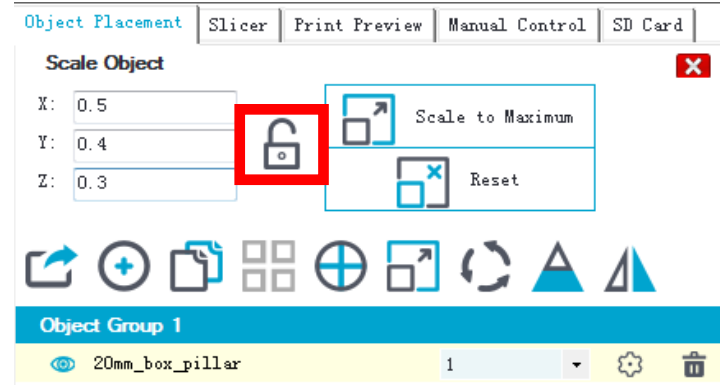 Object Placement Slicer Print Preview Manual Control SD Card
Scale Object
X: 0.5
Y: 0.4
Z: 0.3
Scale to Maximum
Reset
Object Group 1
20mm_box_pillar 1